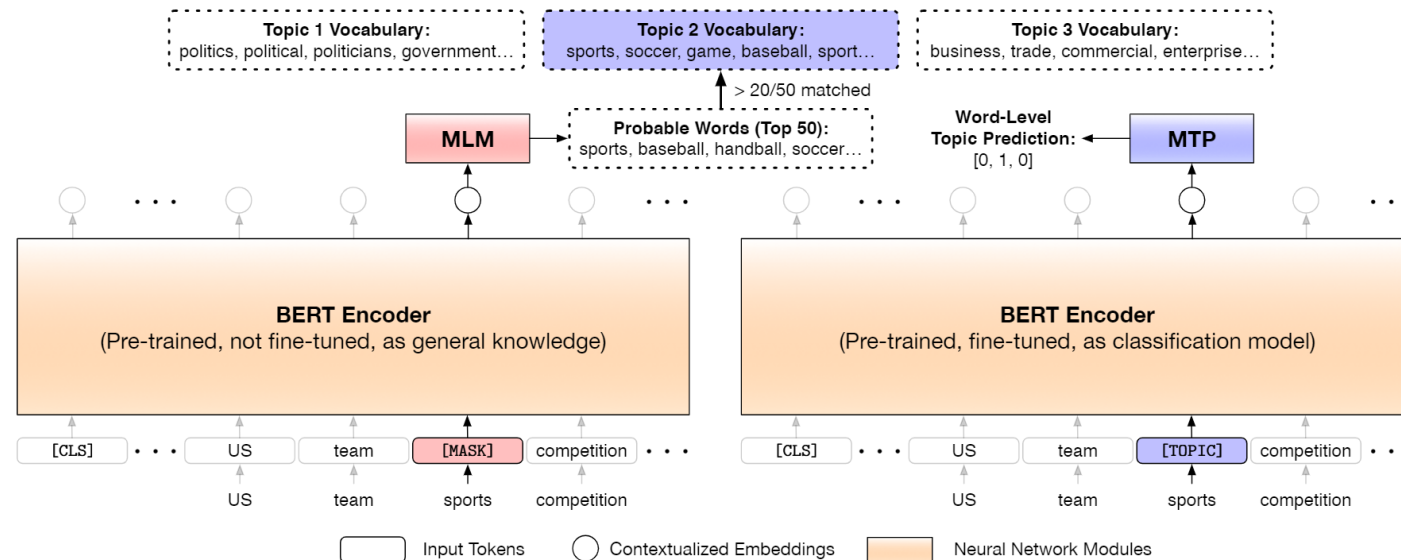 Topic 1 Vocabulary:
politics, political, politicians, government...
Topic 2 Vocabulary:
sports, soccer, game, baseball, sport...
Topic 3 Vocabulary:
business, trade, commercial, enterprise...
> 20/50 matched
MLM
Probable Words (Top 50):
sports, baseball, handball, soccer...
Word-Level
Topic Prediction:
[0, 1, 0]
MTP
. . .
. . .
. . .
. .
BERT Encoder
(Pre-trained, not fine-tuned, as general knowledge)
BERT Encoder
(Pre-trained, fine-tuned, as classification model)
[CLS] . . . US team [MASK] competition . . .
[CLS] . . . US team [TOPIC] competition . .
US team sports competition
US team sports competition
Input Tokens
Contextualized Embeddings
Neural Network Modules